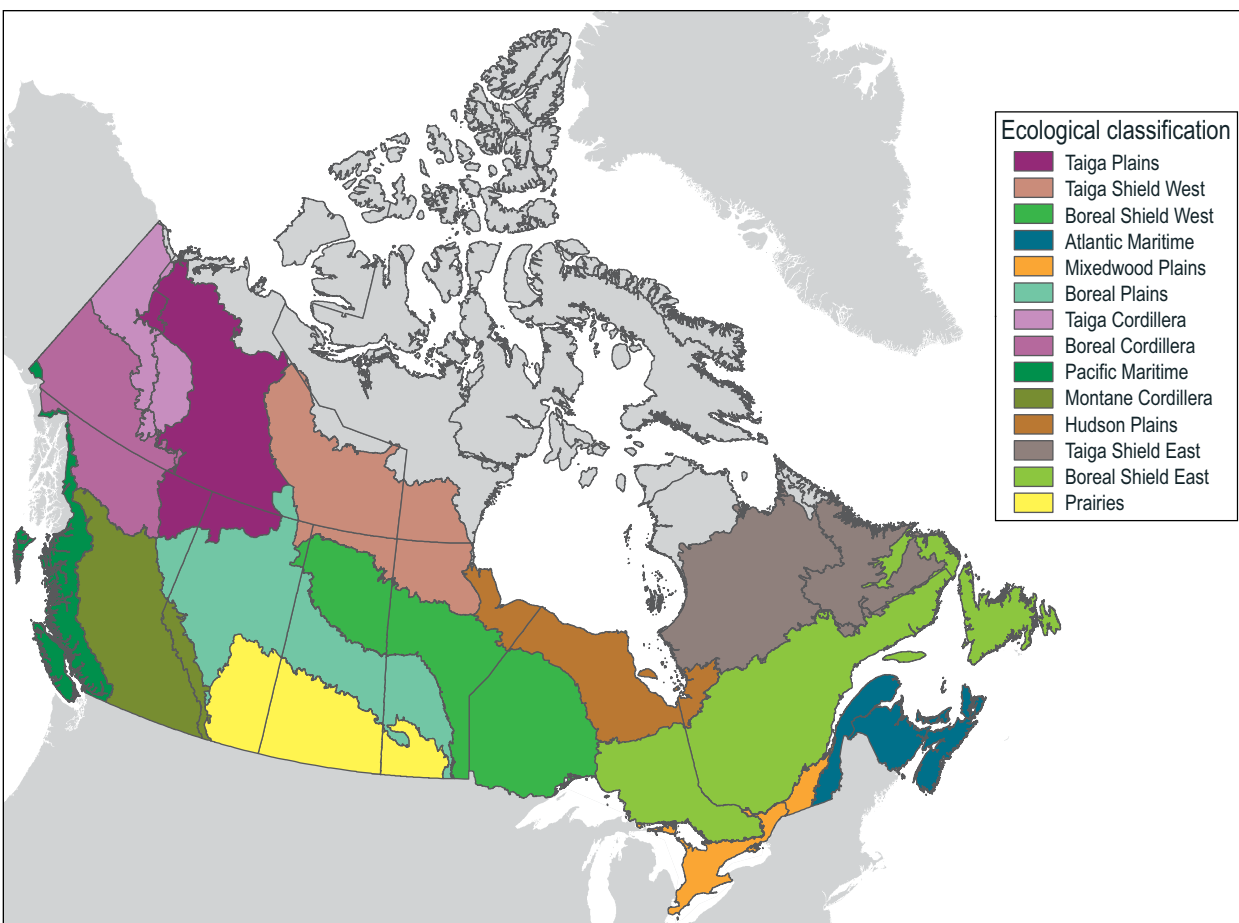 Ecological classification
Taiga Plains
Taiga Shield West
Boreal Shield West
Atlantic Maritime
Mixedwood Plains
Boreal Plains
Taiga Cordillera
Boreal Cordillera
Pacific Maritime
Montane Cordillera
Hudson Plains
Taiga Shield East
Boreal Shield East
Prairies